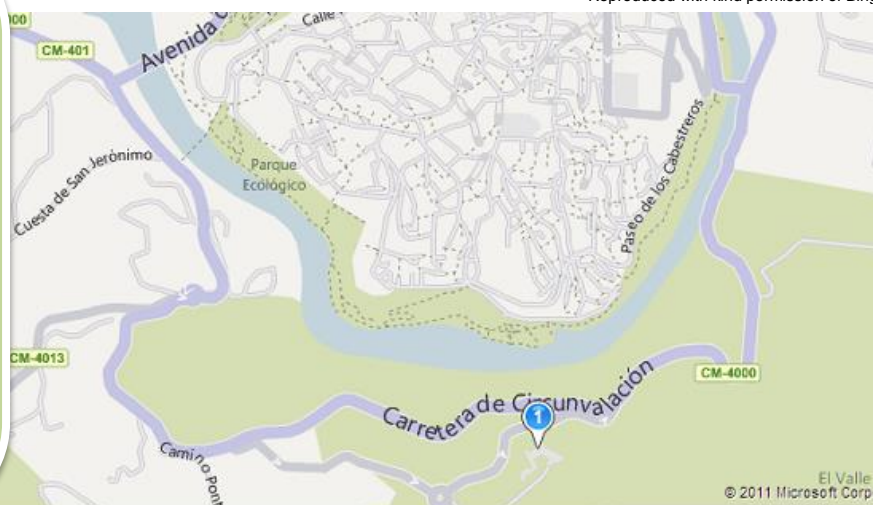 00
CM-401
Avenida
Calle
Cuesta de San Jerónimo
Parque
Ecológico
Paseo de los Cabestreros
CM-4013
CM-4000
Carretera de Circunvalación
1
Camino
El Valle
© 2011 Microsoft Corp